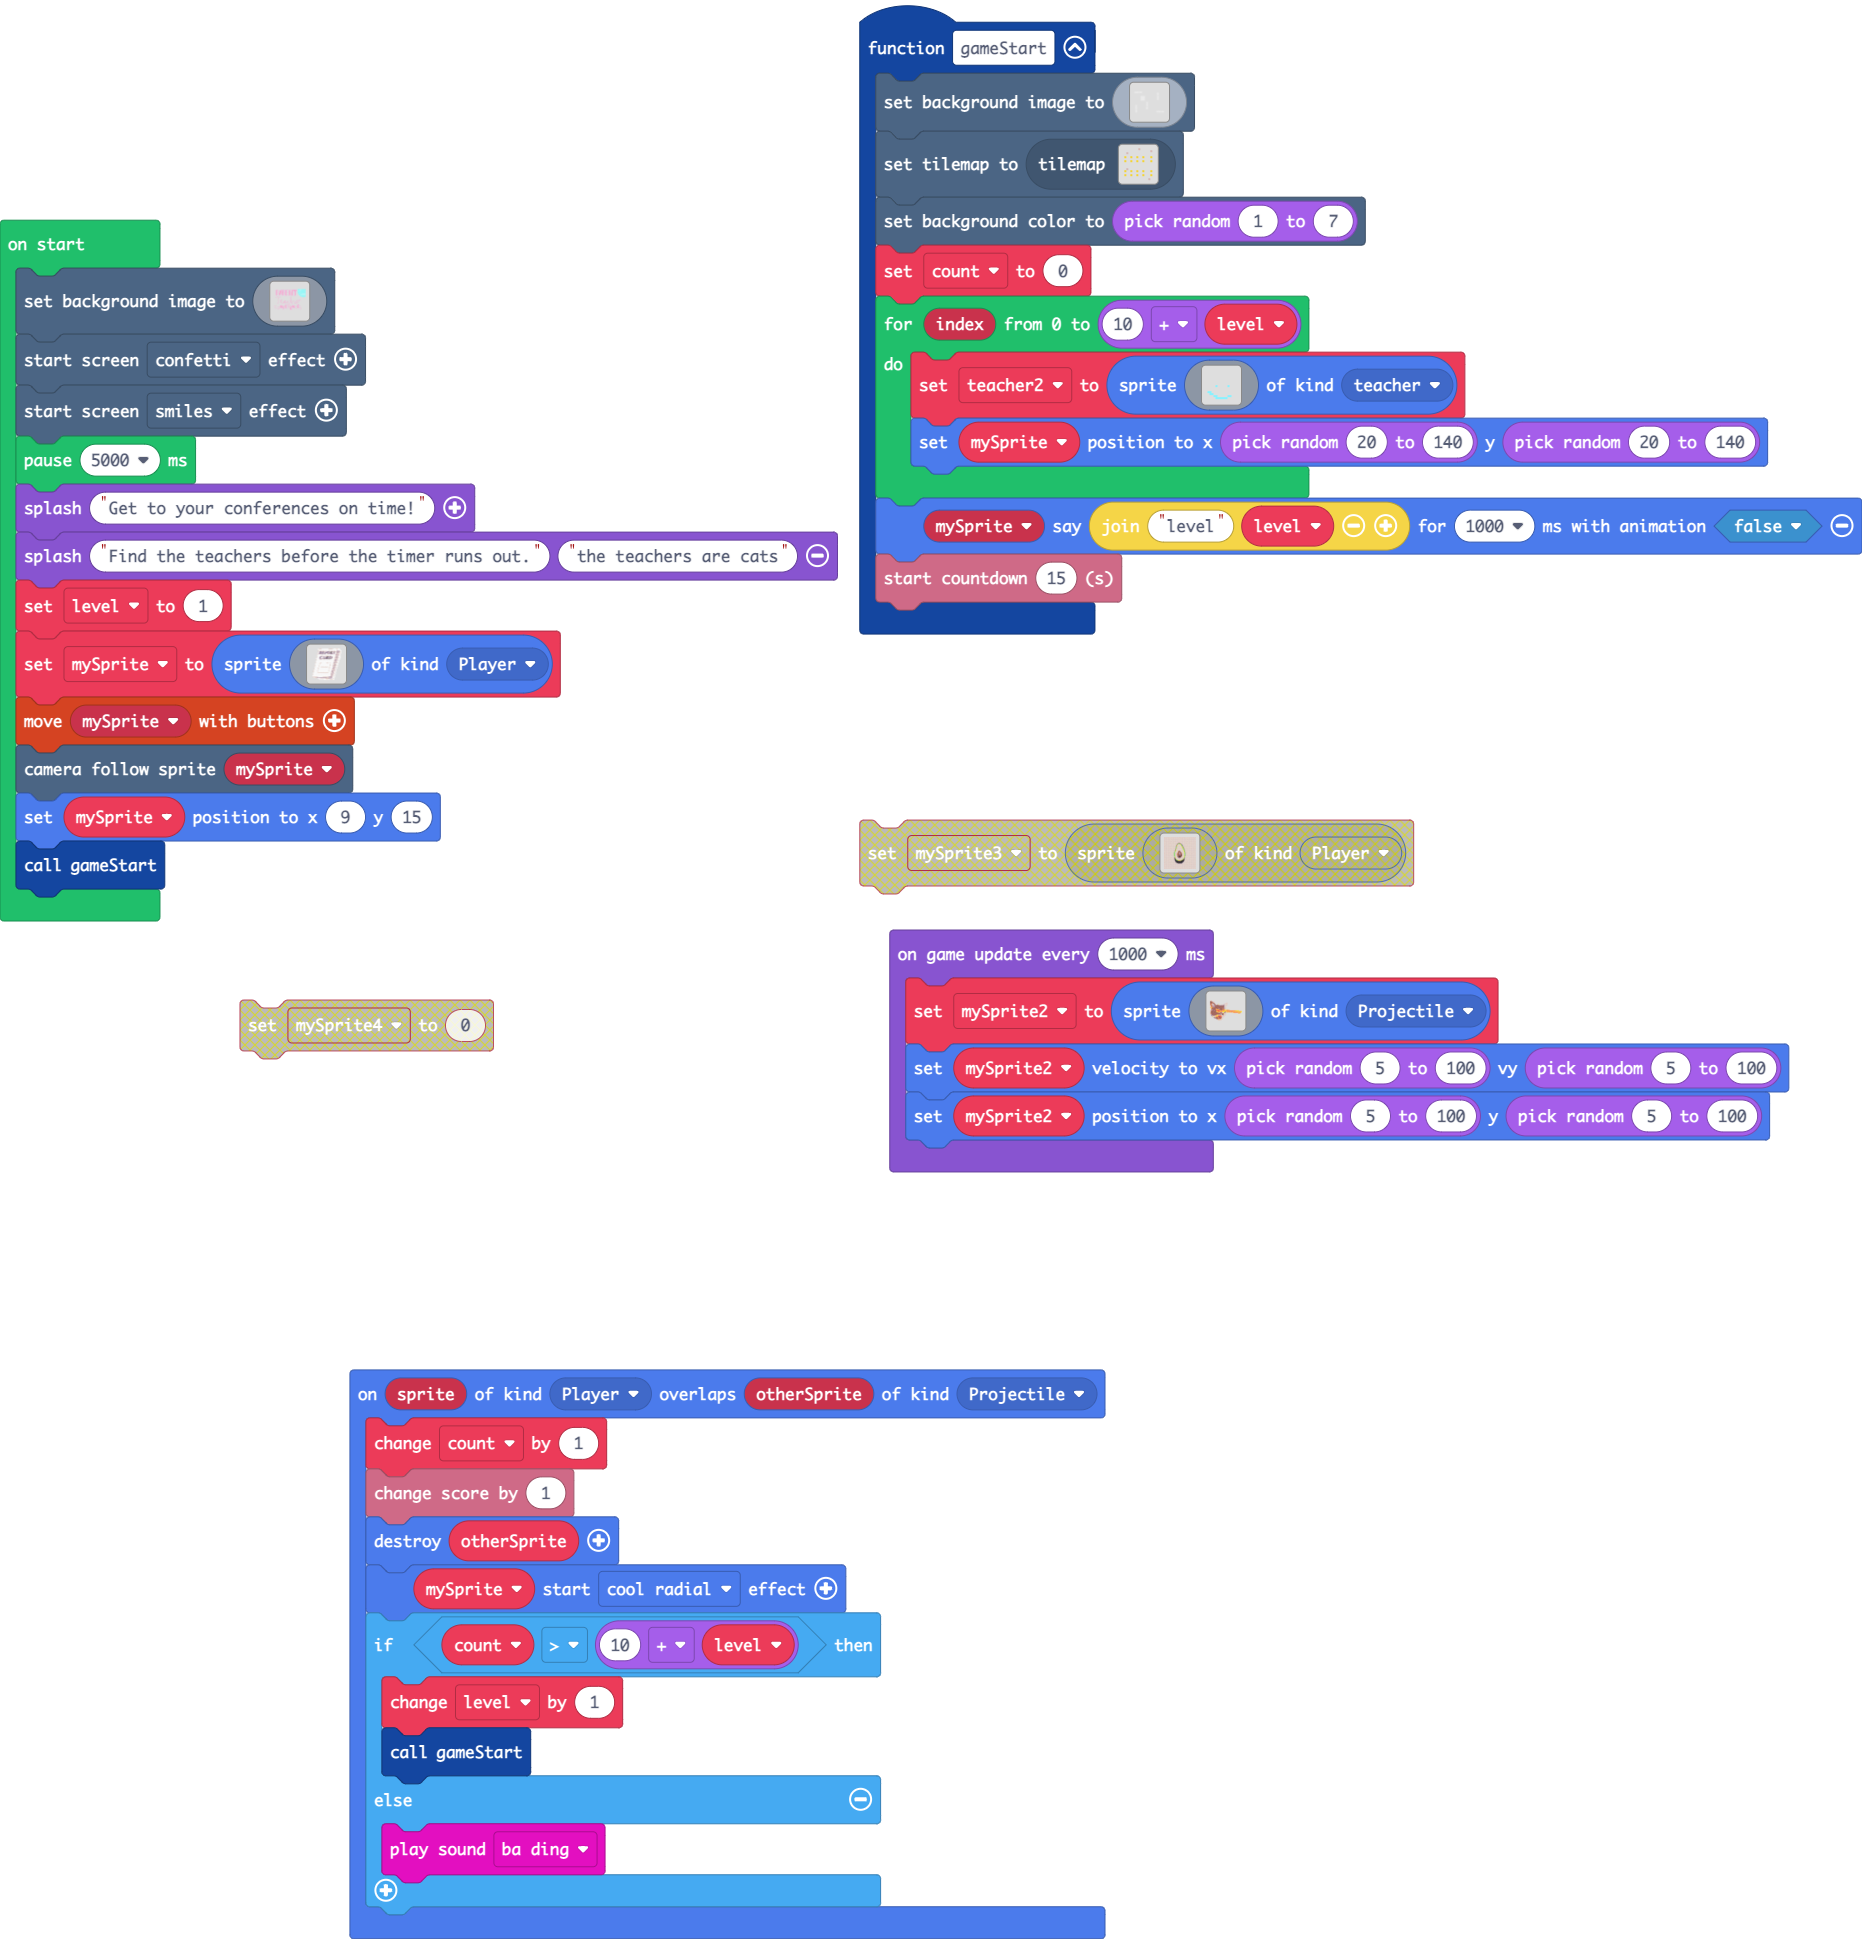 on start
set background image to
start screen confetti effect
start screen smiles effect
pause 5000 ms
splash "Get to your conferences on time!"
splash "Find the teachers before the timer runs out." "the teachers are cats"
set level to 1
set mySprite to sprite of kind Player
move mySprite with buttons
camera follow sprite mySprite
set mySprite position to x 9 y 15
call gameStart
function gameStart
set background image to
set tilemap to tilemap
set background color to pick random 1 to 7
set count to 0
for index from 0 to 10 + level
do
set teacher2 to sprite of kind teacher
set mySprite position to x pick random 20 to 140 y pick random 20 to 140
mySprite say join "level" level for 1000 ms with animation false
start countdown 15 (s)
set mySprite3 to sprite of kind Player
on game update every 1000 ms
set mySprite2 to sprite of kind Projectile
set mySprite2 velocity to vx pick random 5 to 100 vy pick random 5 to 100
set mySprite2 position to x pick random 5 to 100 y pick random 5 to 100
set mySprite4 to 0
on sprite of kind Player overlaps otherSprite of kind Projectile
change count by 1
change score by 1
destroy otherSprite
mySprite start cool radial effect
if count > 10 + level then
change level by 1
call gameStart
else
play sound ba ding